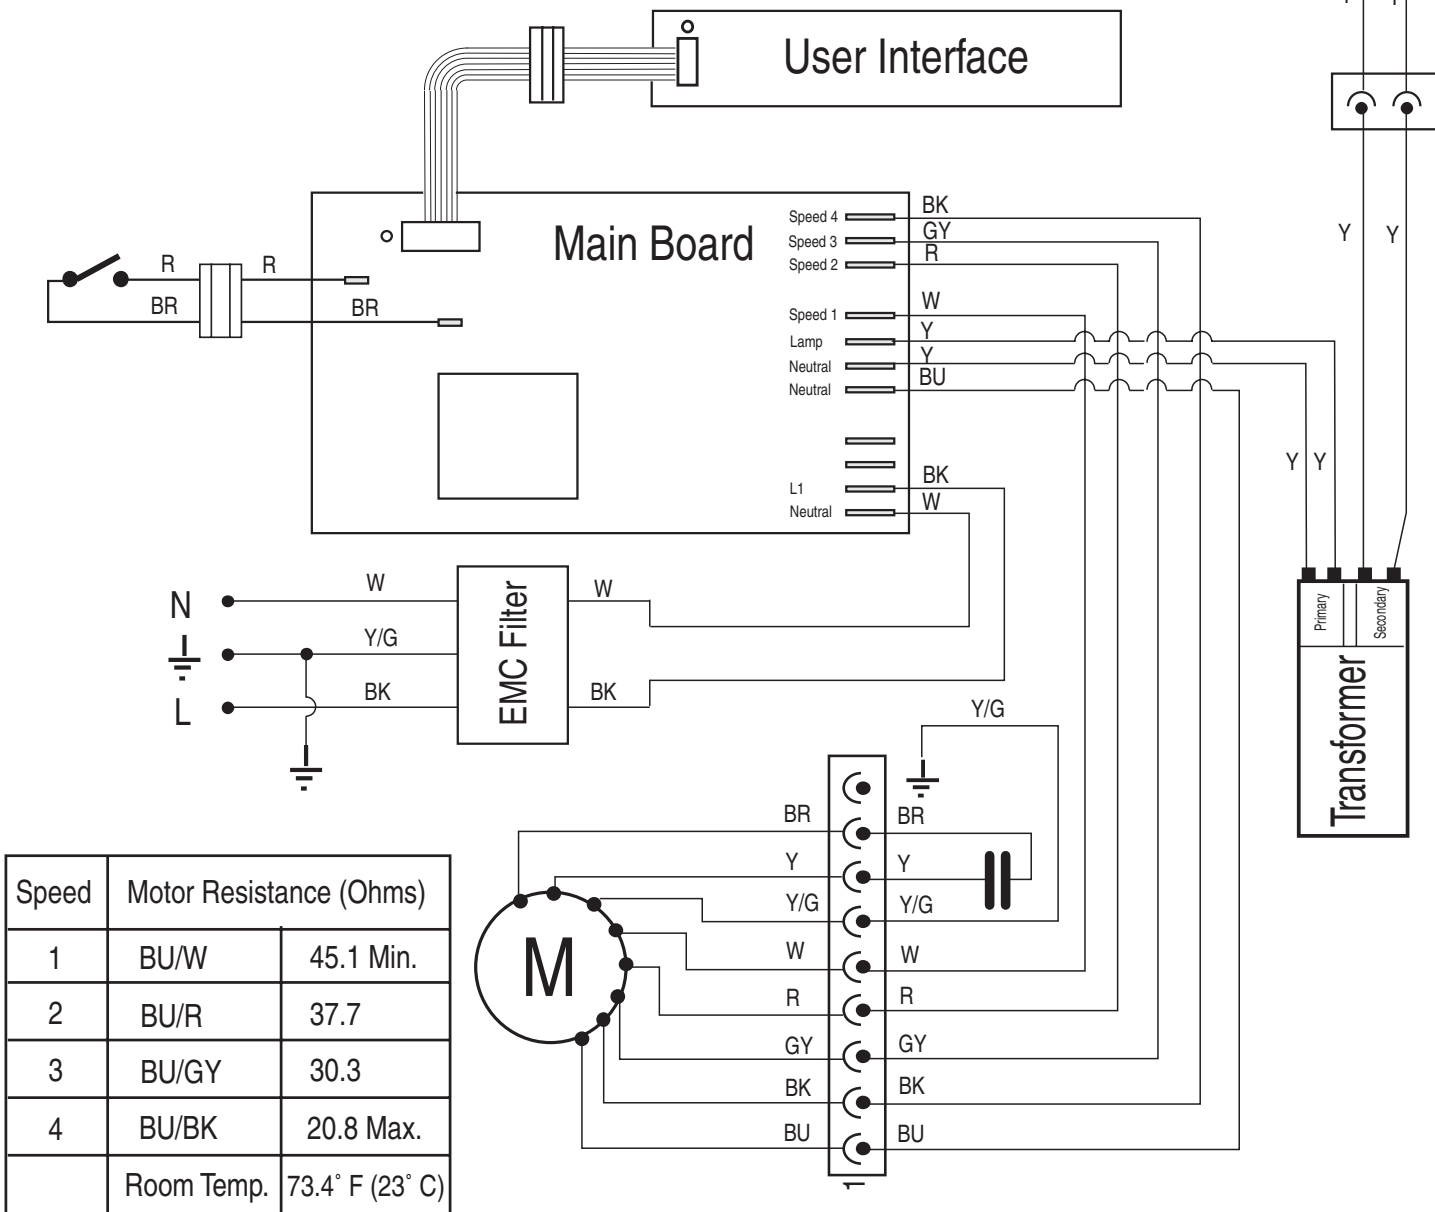 User Interface
Y Y
Main Board
Speed 4 BK
Speed 3 GY
Speed 2 R
Speed 1 W
Lamp Y
Neutral Y
Neutral BU
L1 BK
Neutral W
R R
BR BR
Y Y
N W W
Y/G
L BK BK
EMC Filter
Primary
Secondary
Transformer
Y/G
BR BR
Y Y
Y/G Y/G
W W
R R
GY GY
BK BK
BU BU
1
M
Speed Motor Resistance (Ohms)
1 BU/W 45.1 Min.
2 BU/R 37.7
3 BU/GY 30.3
4 BU/BK 20.8 Max.
Room Temp. 73.4˚ F (23˚ C)